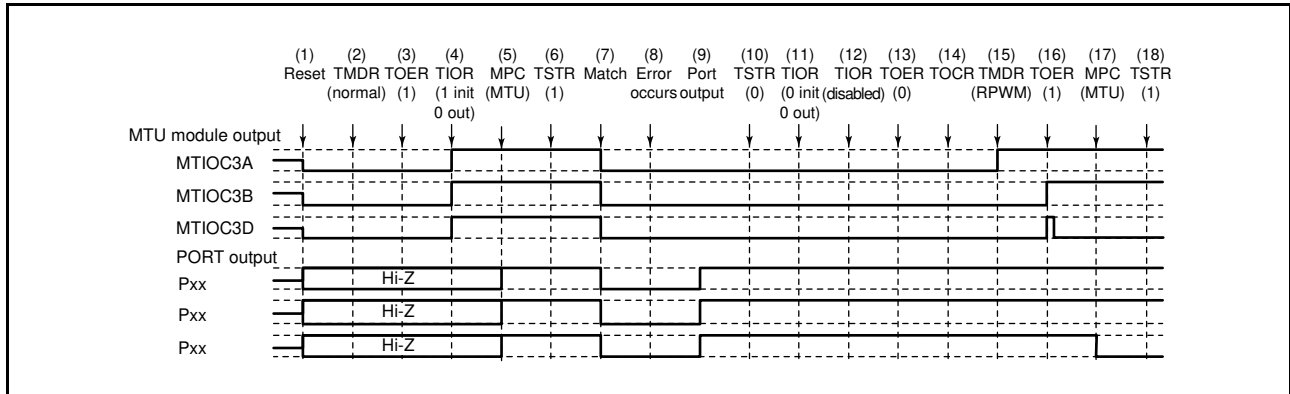 (1) (2) (3) (4) (5) (6) (7) (8) (9) (10) (11) (12) (13) (14) (15) (16) (17) (18)
Reset TMDR TOER TIOR MPC TSTR Match Error Port TSTR TIOR TIOR TOER TOCR TMDR TOER MPC TSTR
(normal) (1) (1 init (MTU) (1) occurs output (0) (0 init (disabled) (0) (RPWM) (1) (MTU) (1)
0 out) 0 out)
MTU module output
MTIOC3A
MTIOC3B
MTIOC3D
PORT output
Pxx Hi-Z
Pxx Hi-Z
Pxx Hi-Z